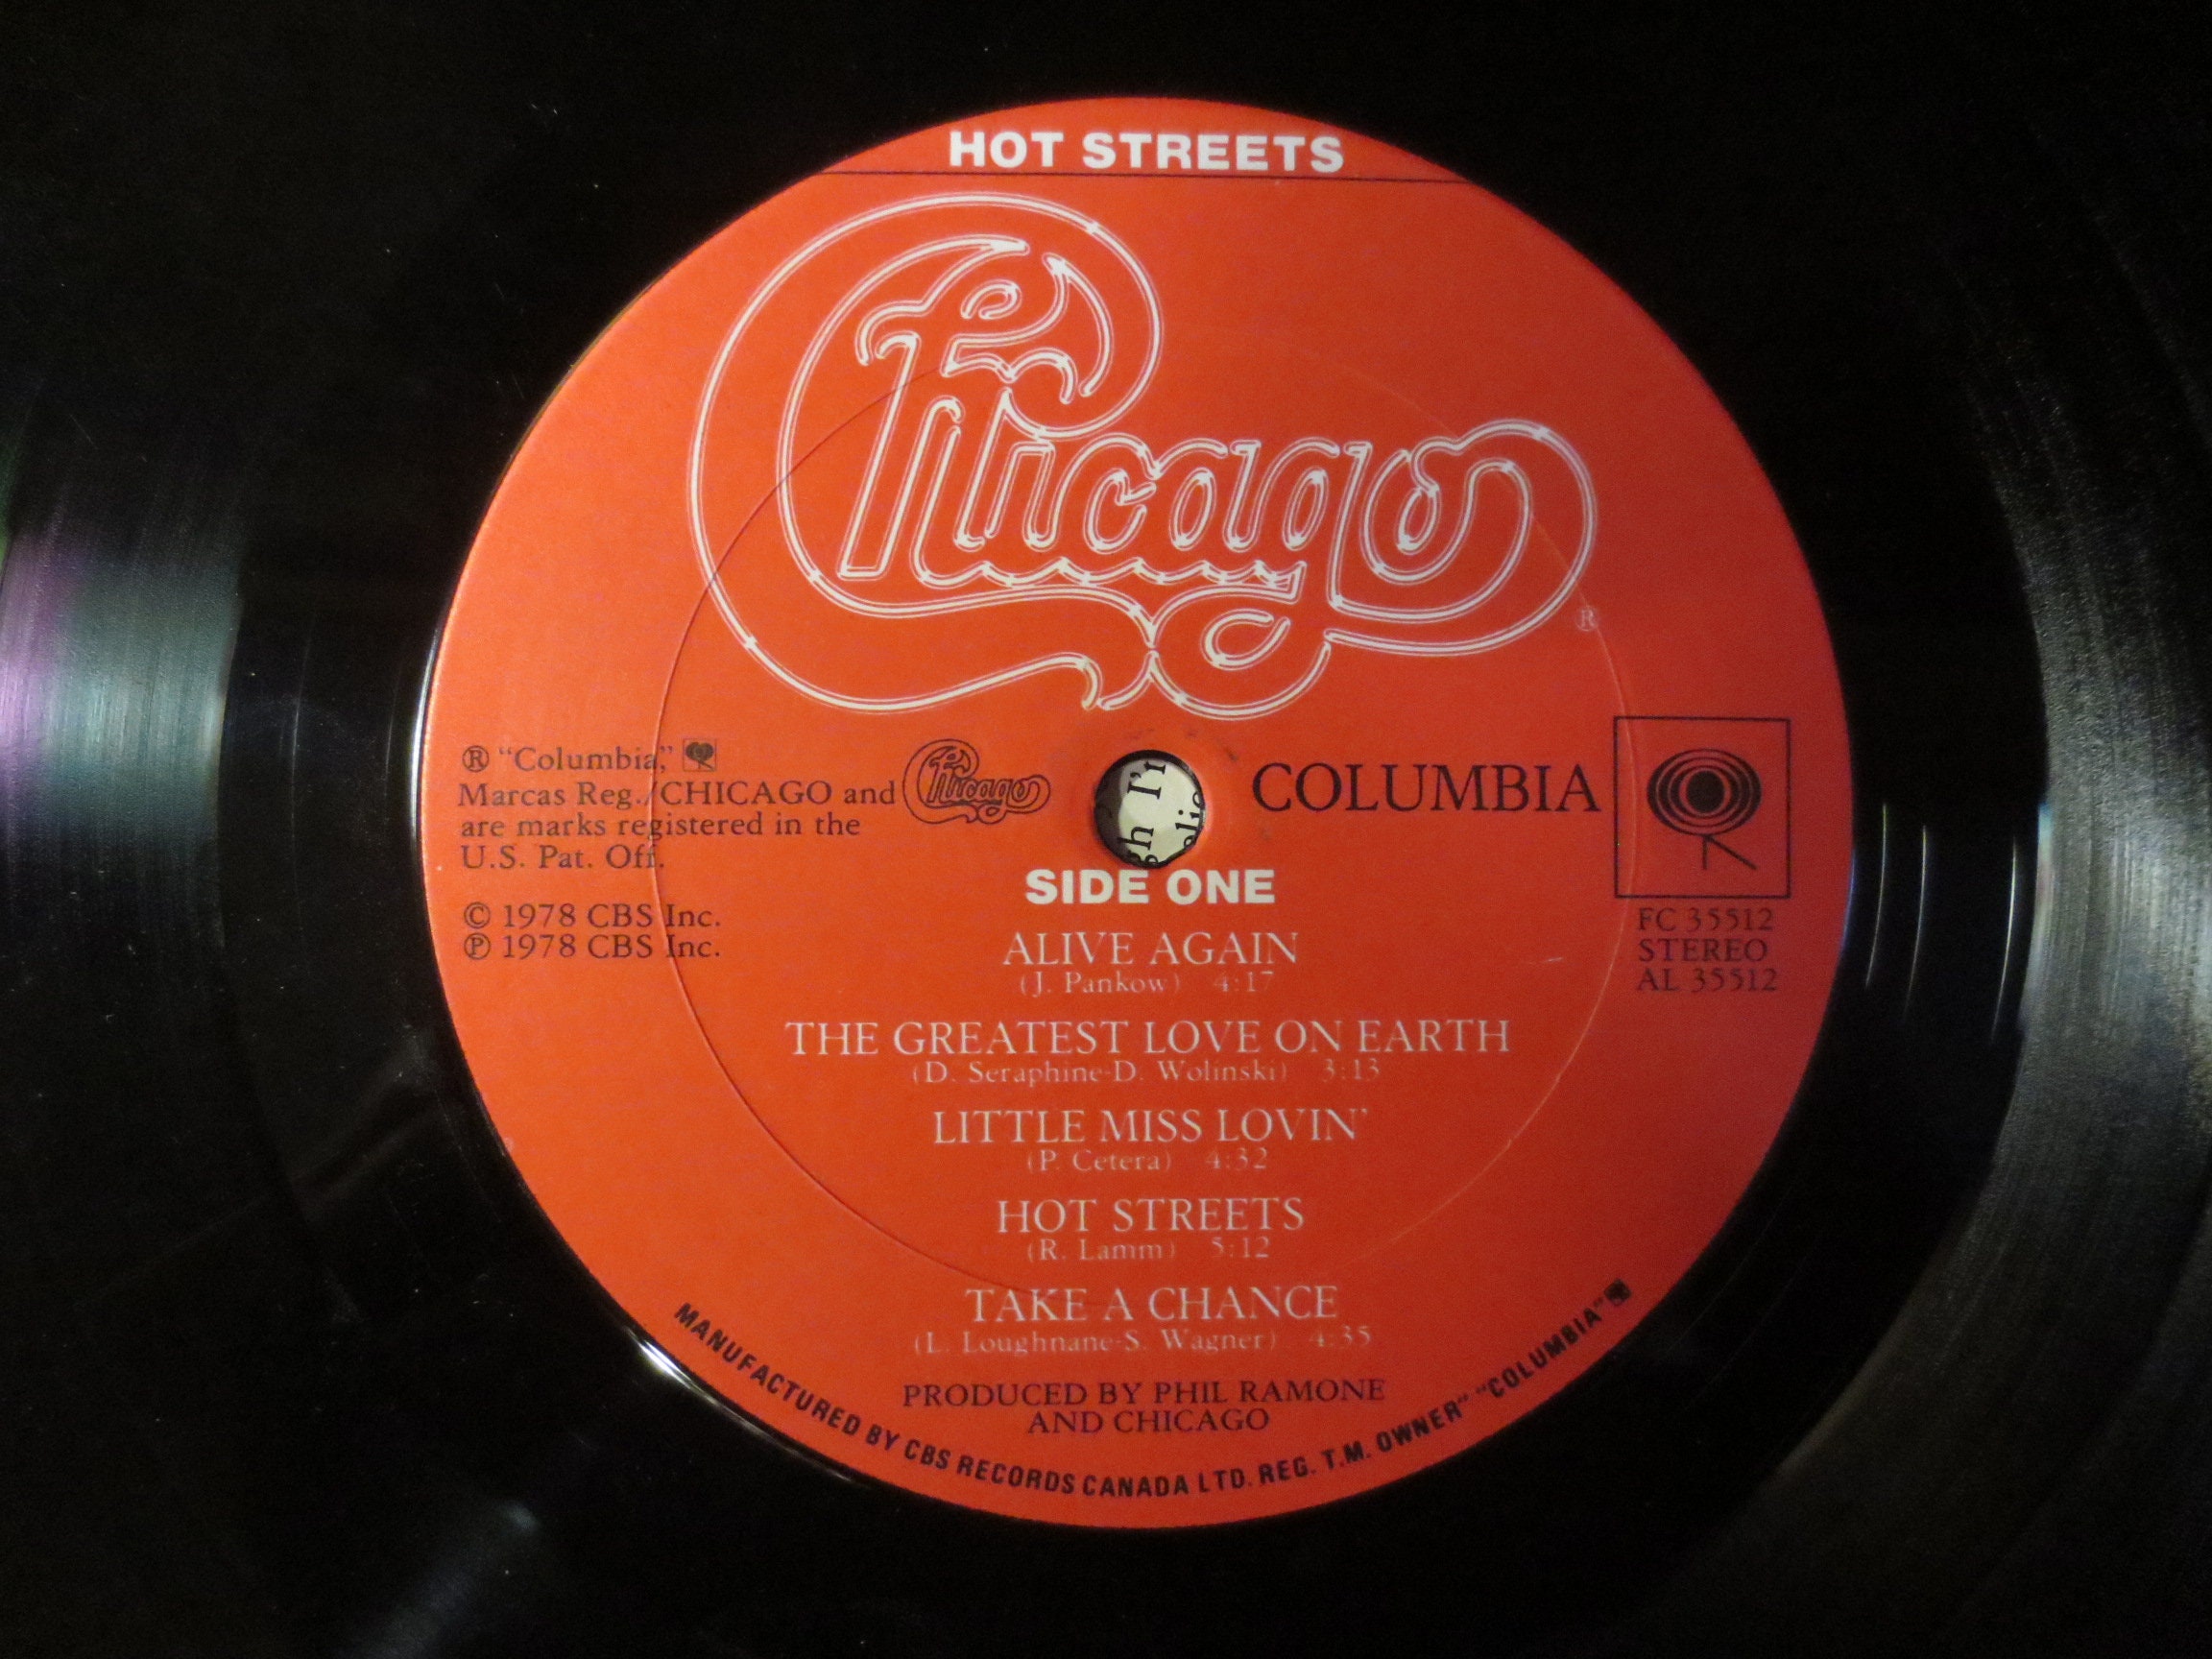 HOT STREETS
Chicago
®
® "Columbia,"
Marcas Reg./CHICAGO and Chicago
are marks registered in the
U.S. Pat. Off.
© 1978 CBS Inc.
℗ 1978 CBS Inc.
COLUMBIA
FC 35512
STEREO
AL 35512
SIDE ONE
ALIVE AGAIN
(J. Pankow) 4:17
THE GREATEST LOVE ON EARTH
(D. Seraphine-D. Wolinski) 3:13
LITTLE MISS LOVIN'
(P. Cetera) 4:32
HOT STREETS
(R. Lamm) 5:12
TAKE A CHANCE
(L. Loughnane-S. Wagner) 4:35
PRODUCED BY PHIL RAMONE
AND CHICAGO
MANUFACTURED BY CBS RECORDS CANADA LTD. REG. T.M. OWNER" "COLUMBIA"